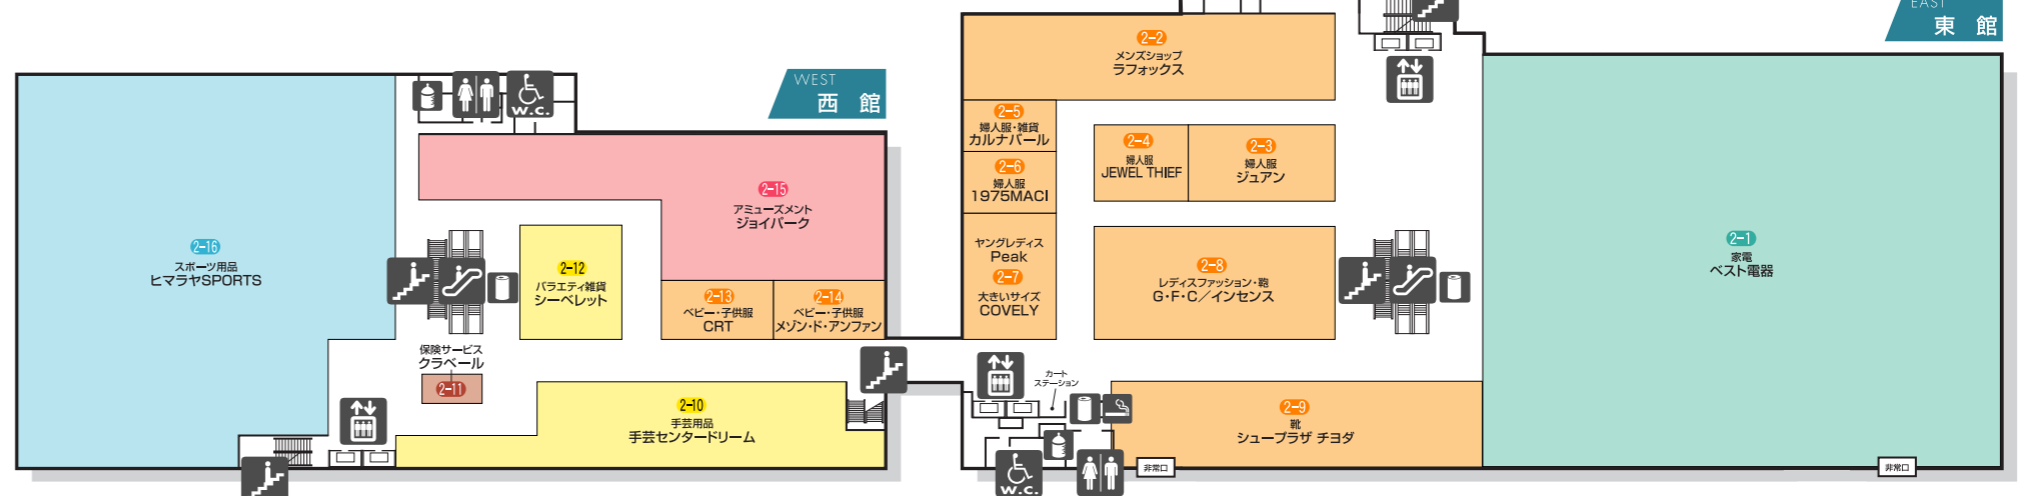 EAST
東 館
WEST
西 館
2-2
メンズショップ
ラフォックス
2-5
婦人服・雑貨
カルナバール
2-4
婦人服
JEWEL THIEF
2-3
婦人服
ジュアン
2-6
婦人服
1975MACI
2-15
アミューズメント
ジョイパーク
2-16
スポーツ用品
ヒマラヤSPORTS
2-12
バラエティ雑貨
シーベレット
2-13
ベビー・子供服
CRT
2-14
ベビー・子供服
メゾン・ド・アンファン
ヤングレディス
Peak
2-7
大きいサイズ
COVELY
2-8
レディスファッション・鞄
G・F・C／インセンス
2-1
家電
ベスト電器
保険サービス
クラベール
2-11
2-10
手芸用品
手芸センタードリーム
カート
ステーション
2-9
靴
シュープラザ チヨダ
W.C.
W.C.
非常口
非常口